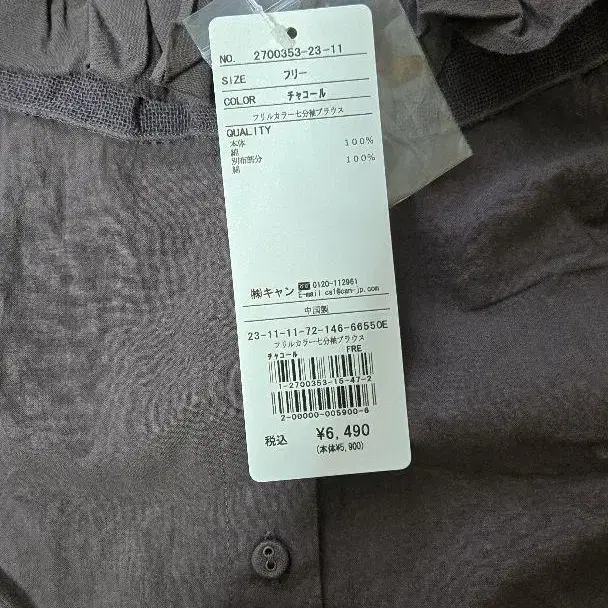 NO. 2700353-23-11
SIZE フリー
COLOR チャコール
フリルカラー七分袖ブラウス
QUALITY
本体
綿 100%
別布部分
綿 100%
㈱キャン 0120-112961
E-mail cal@can-jp.com
中国製
23-11-11-72-146-66550E
フリルカラー七分袖ブラウス
チャコール FRE
1-2700353-15-47-2
2-00000-005900-6
税込 ¥6,490
(本体¥5,900)